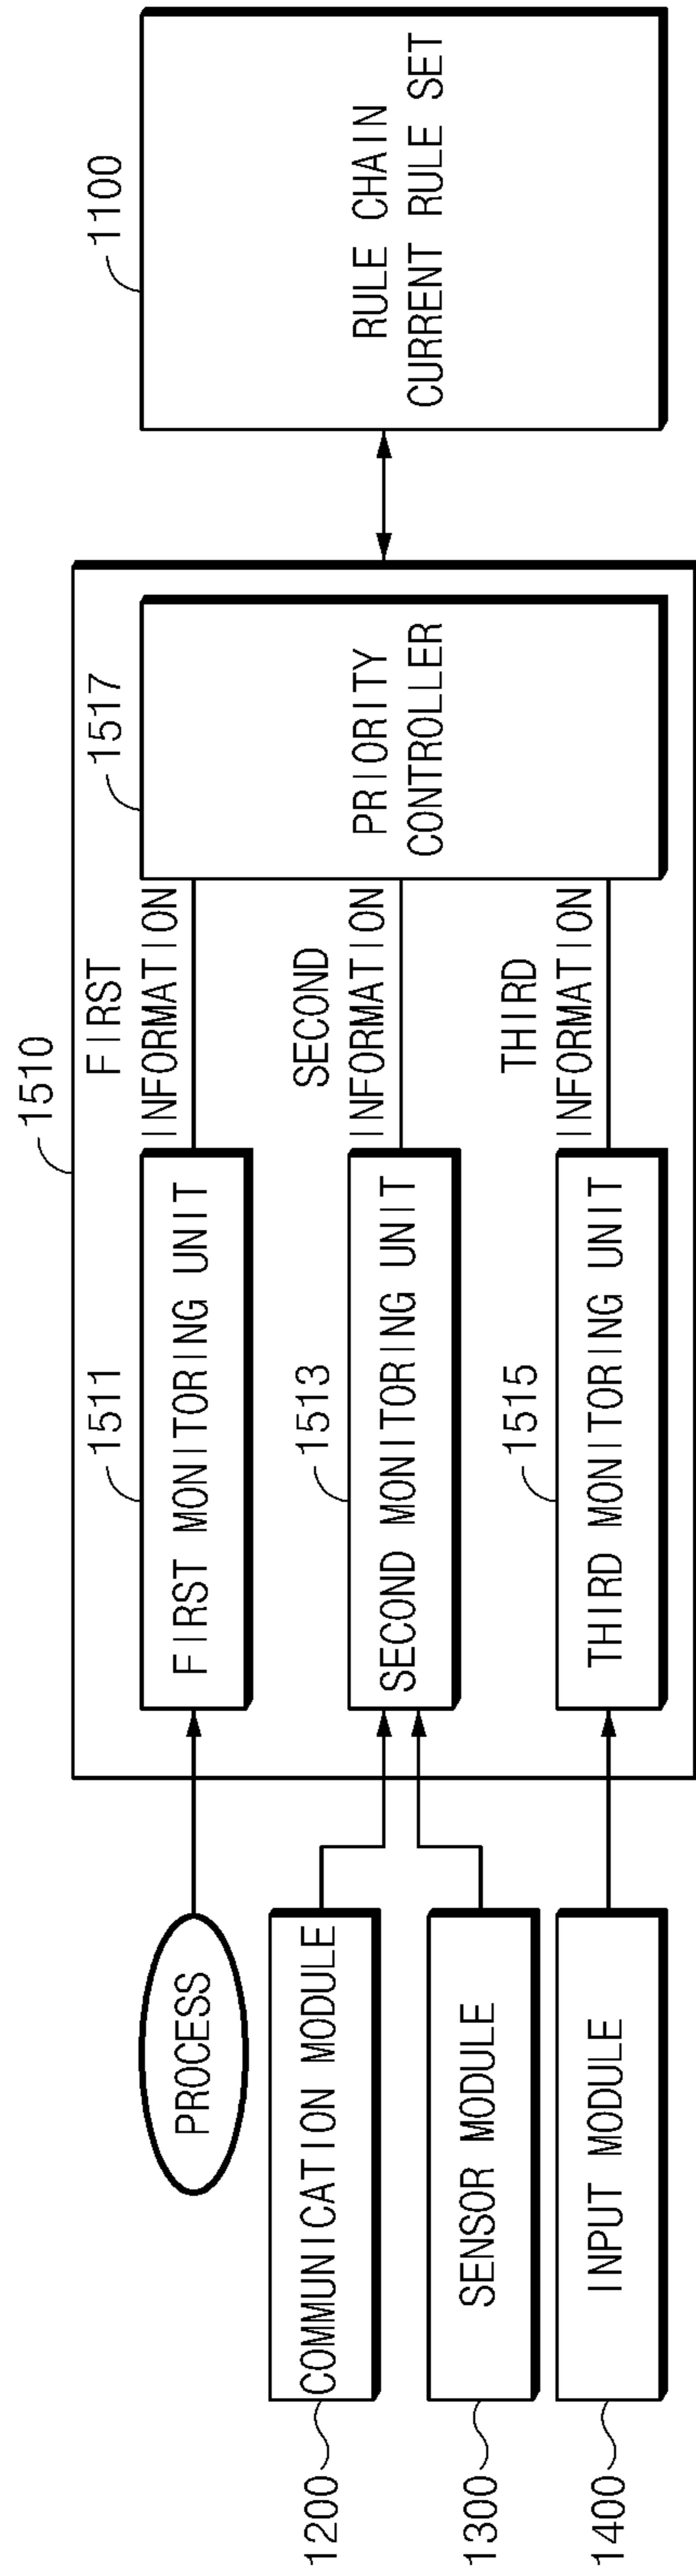 1510
PROCESS
1511
FIRST MONITORING UNIT
FIRST
INFORMATION
1517
PRIORITY
CONTROLLER
1100
RULE CHAIN
CURRENT RULE SET
1200
COMMUNICATION MODULE
1513
SECOND MONITORING UNIT
SECOND
INFORMATION
1300
SENSOR MODULE
1400
INPUT MODULE
1515
THIRD MONITORING UNIT
THIRD
INFORMATION